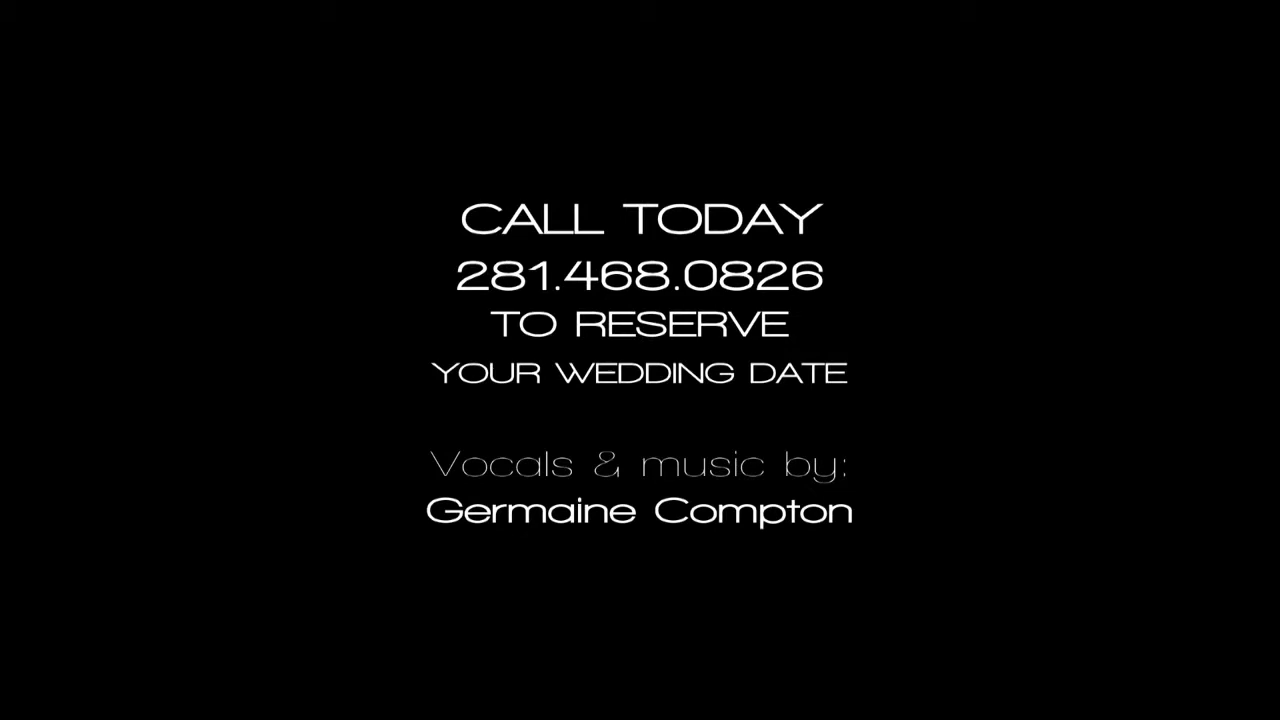 CALL TODAY
281.468.0826
TO RESERVE
YOUR WEDDING DATE
Vocals & music by:
Germaine Compton